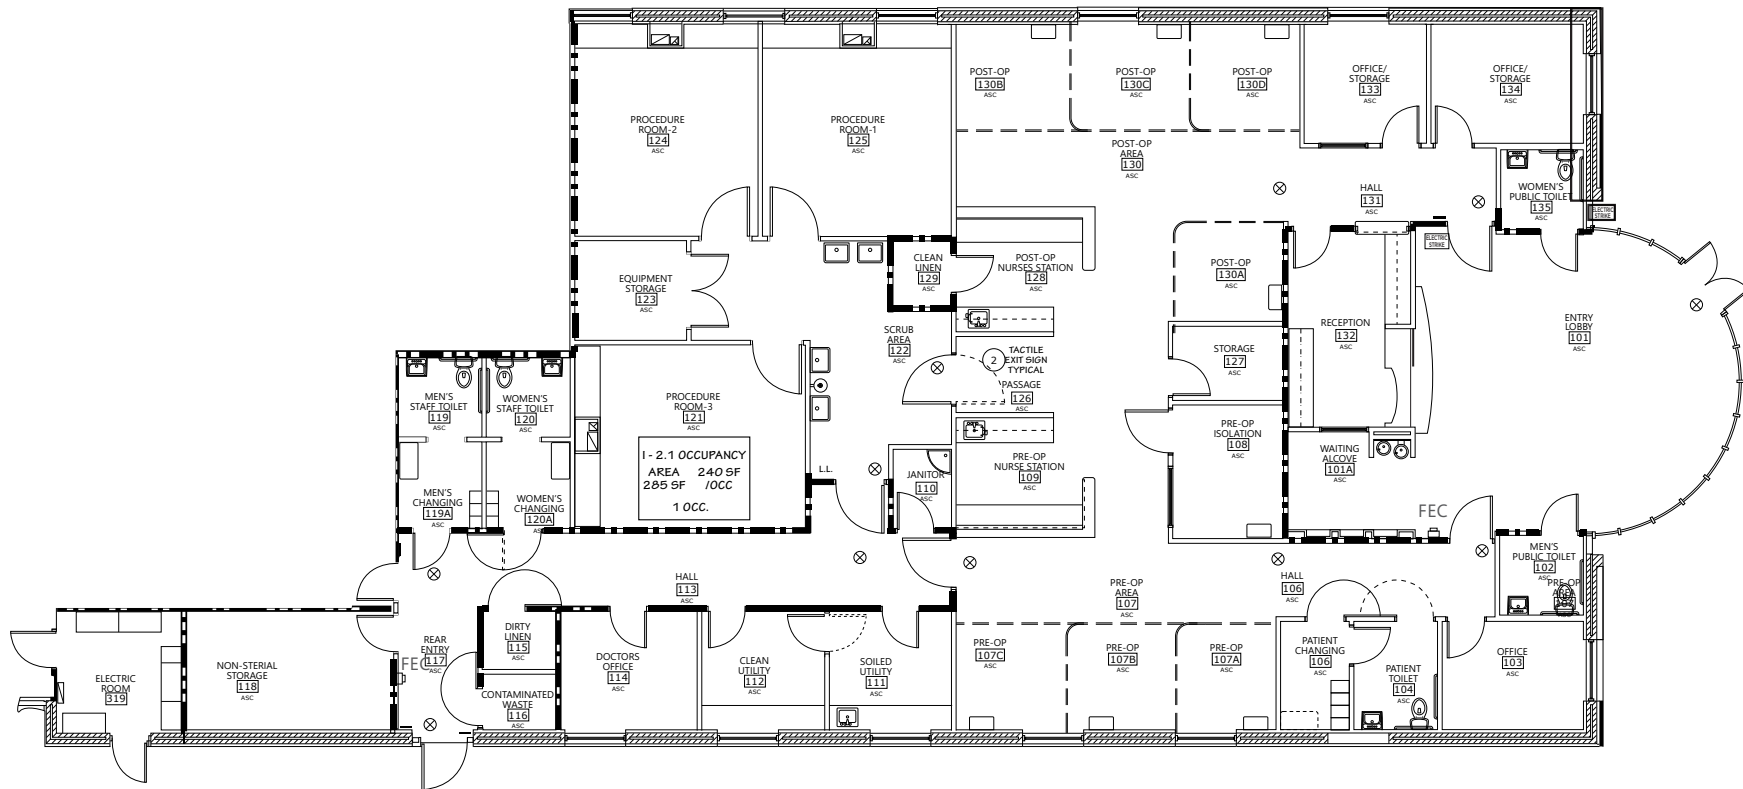 POST-OP
130B
ASC
POST-OP
130C
ASC
POST-OP
130D
ASC
OFFICE/
STORAGE
133
ASC
OFFICE/
STORAGE
134
ASC
PROCEDURE
ROOM-2
124
ASC
PROCEDURE
ROOM-1
125
ASC
POST-OP
AREA
130
ASC
HALL
131
ASC
WOMEN'S
PUBLIC TOILET
135
ASC
ELECTRIC
STRIKE
ELECTRIC
STRIKE
EQUIPMENT
STORAGE
123
ASC
CLEAN
LINEN
129
ASC
POST-OP
NURSES STATION
128
ASC
POST-OP
130A
ASC
SCRUB
AREA
122
ASC
2
TACTILE
EXIT SIGN
TYPICAL
PASSAGE
126
ASC
STORAGE
127
ASC
RECEPTION
132
ASC
ENTRY
LOBBY
101
ASC
MEN'S
STAFF TOILET
119
ASC
WOMEN'S
STAFF TOILET
120
ASC
PROCEDURE
ROOM-3
121
ASC
I - 2.1 OCCUPANCY
AREA 240 SF
285 SF /OCC
1 OCC.
L.L.
JANITOR
110
ASC
PRE-OP
NURSE STATION
109
ASC
PRE-OP
ISOLATION
108
ASC
WAITING
ALCOVE
101A
ASC
FEC
MEN'S
CHANGING
119A
ASC
WOMEN'S
CHANGING
120A
ASC
HALL
113
ASC
PRE-OP
AREA
107
ASC
HALL
106
ASC
MEN'S
PUBLIC TOILET
102
ASC
PRE-OP
AREA
ELECTRIC
ROOM
319
NON-STERIAL
STORAGE
118
ASC
REAR
ENTRY
117
ASC
FEC
DIRTY
LINEN
115
ASC
CONTAMINATED
WASTE
116
ASC
DOCTORS
OFFICE
114
ASC
CLEAN
UTILITY
112
ASC
SOILED
UTILITY
111
ASC
PRE-OP
107C
ASC
PRE-OP
107B
ASC
PRE-OP
107A
ASC
PATIENT
CHANGING
106
ASC
PATIENT
TOILET
104
ASC
OFFICE
103
ASC